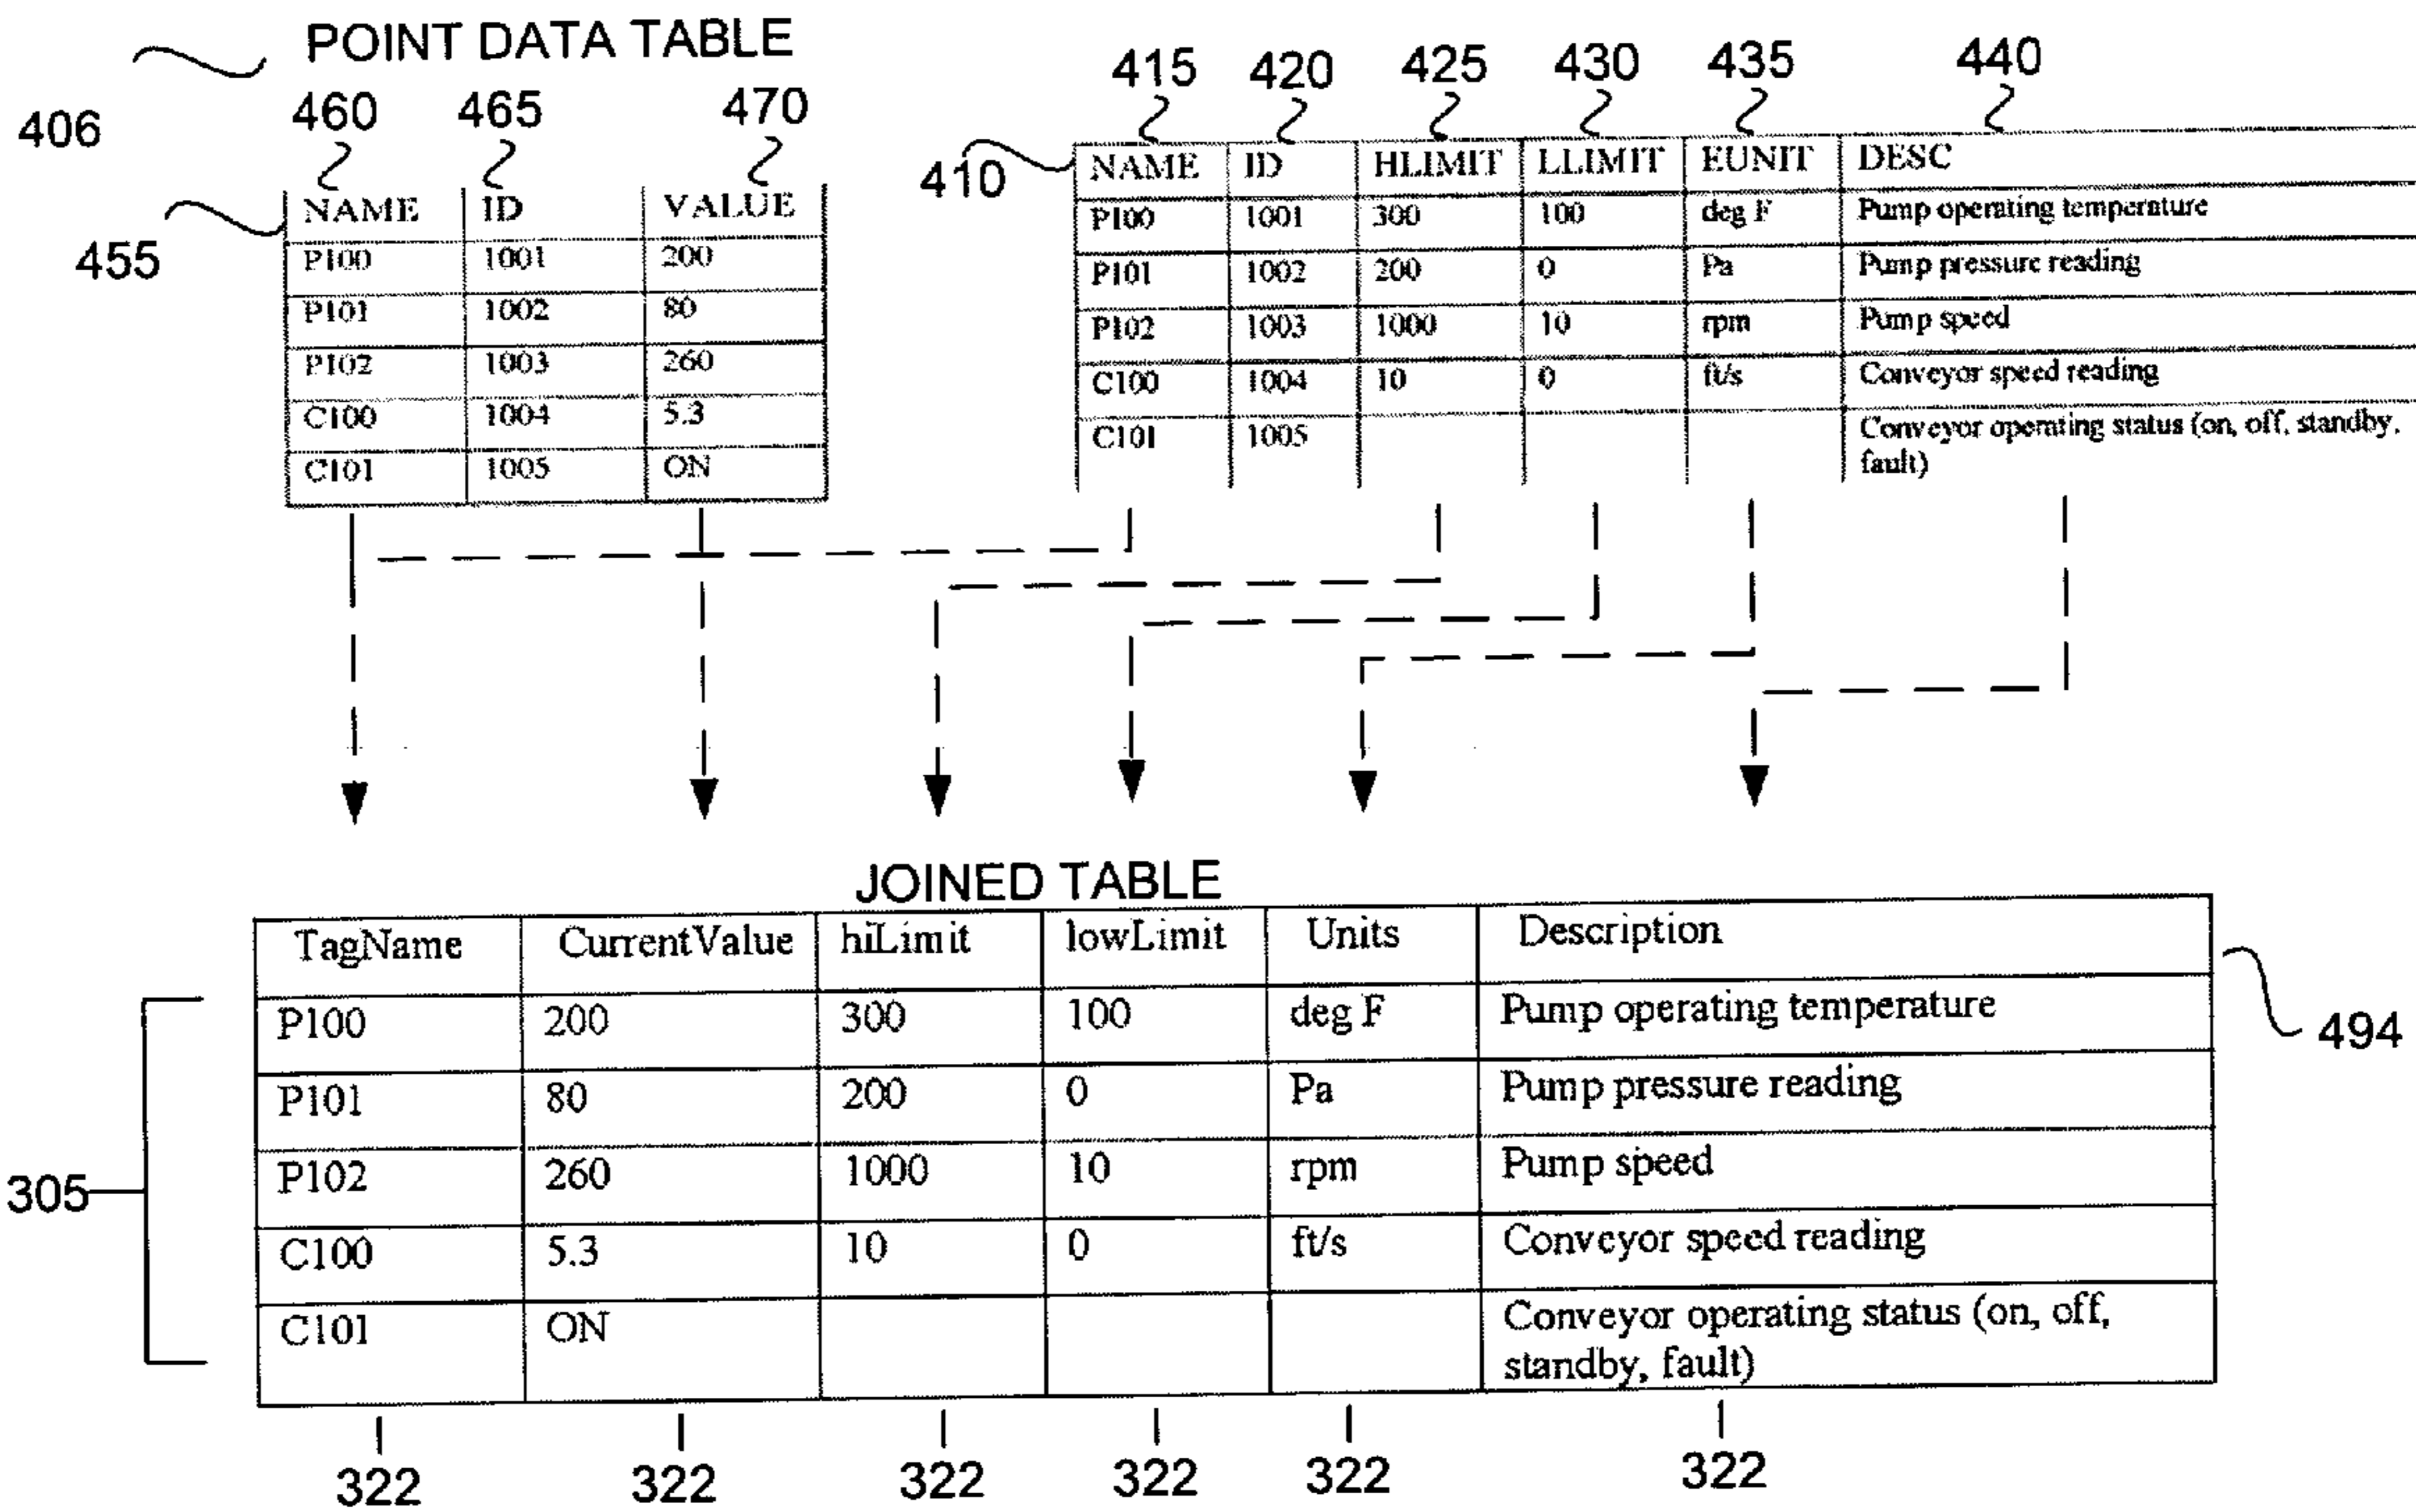 POINT DATA TABLE
406
460 465 470
455
NAME ID VALUE
P100 1001 200
P101 1002 80
P102 1003 260
C100 1004 5.3
C101 1005 ON
415 420 425 430 435 440
410
NAME ID HLIMIT LLIMIT EUNIT DESC
P100 1001 300 100 deg F Pump operating temperature
P101 1002 200 0 Pa Pump pressure reading
P102 1003 1000 10 rpm Pump speed
C100 1004 10 0 ft/s Conveyor speed reading
C101 1005 Conveyor operating status (on, off, standby,
fault)
JOINED TABLE
TagName CurrentValue hiLimit lowLimit Units Description
P100 200 300 100 deg F Pump operating temperature
494
P101 80 200 0 Pa Pump pressure reading
P102 260 1000 10 rpm Pump speed
305
C100 5.3 10 0 ft/s Conveyor speed reading
C101 ON Conveyor operating status (on, off,
standby, fault)
322 322 322 322 322 322